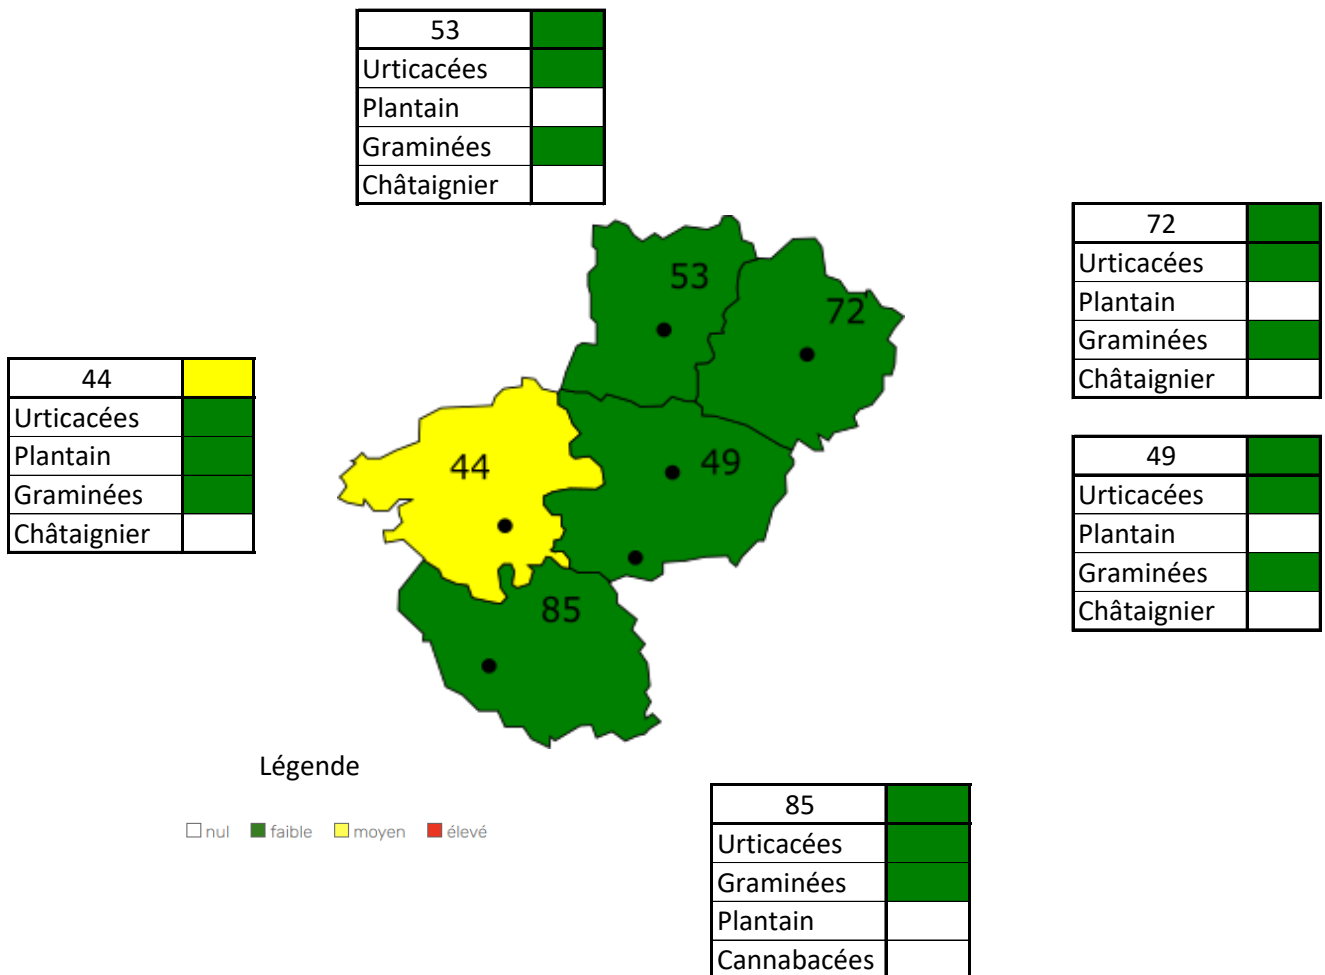 53
Urticacées
Plantain
Graminées
Châtaignier
72
Urticacées
Plantain
Graminées
Châtaignier
44
Urticacées
Plantain
Graminées
Châtaignier
49
Urticacées
Plantain
Graminées
Châtaignier
53
72
44
49
85
Légende
nul faible moyen élevé
85
Urticacées
Graminées
Plantain
Cannabacées